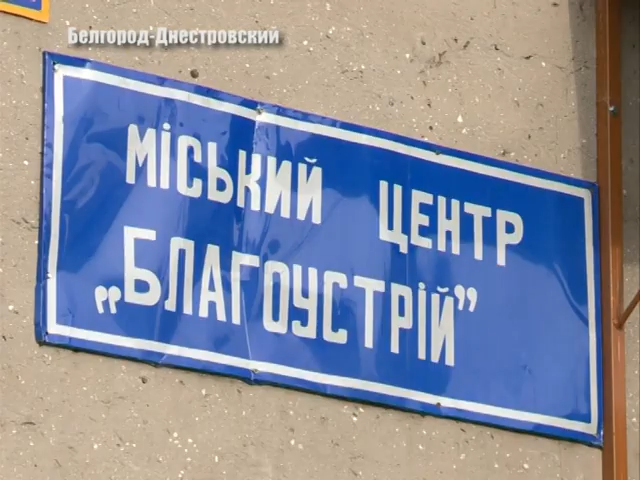 Белгород-Днестровский
МІСЬКИЙ ЦЕНТР
„БЛАГОУСТРІЙ”